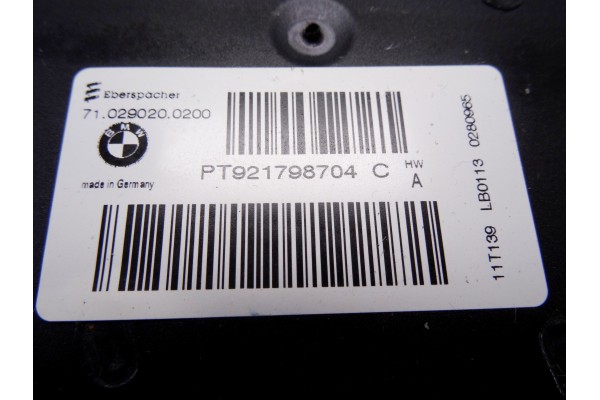 Eberspächer
71.029020.0200
BMW
PT921798704 C HW A
made in Germany
11T139 LB0113 0280965